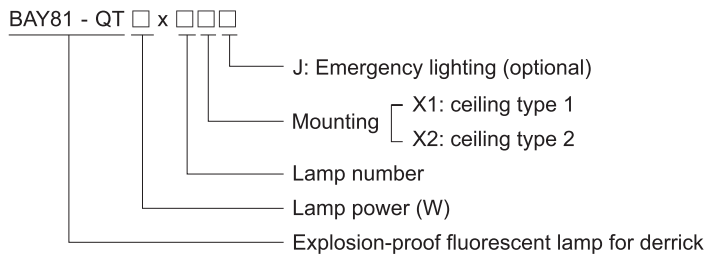 BAY81 - QT □ x □□□
J: Emergency lighting (optional)
X1: ceiling type 1
Mounting
X2: ceiling type 2
Lamp number
Lamp power (W)
Explosion-proof fluorescent lamp for derrick